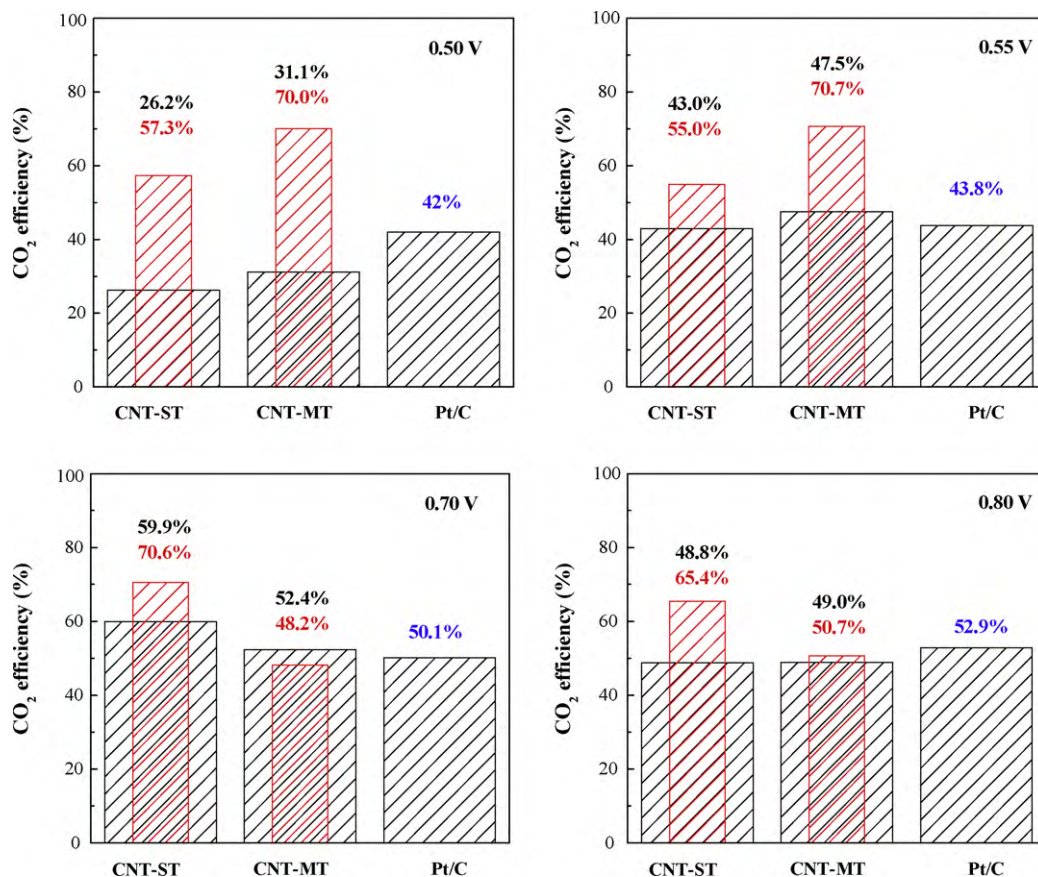 0.50 V
CO₂ efficiency (%)
100
80
60
40
20
0
26.2%
57.3%
31.1%
70.0%
42%
CNT-ST
CNT-MT
Pt/C
0.55 V
CO₂ efficiency (%)
100
80
60
40
20
0
43.0%
55.0%
47.5%
70.7%
43.8%
CNT-ST
CNT-MT
Pt/C
0.70 V
CO₂ efficiency (%)
100
80
60
40
20
0
59.9%
70.6%
52.4%
48.2%
50.1%
CNT-ST
CNT-MT
Pt/C
0.80 V
CO₂ efficiency (%)
100
80
60
40
20
0
48.8%
65.4%
49.0%
50.7%
52.9%
CNT-ST
CNT-MT
Pt/C